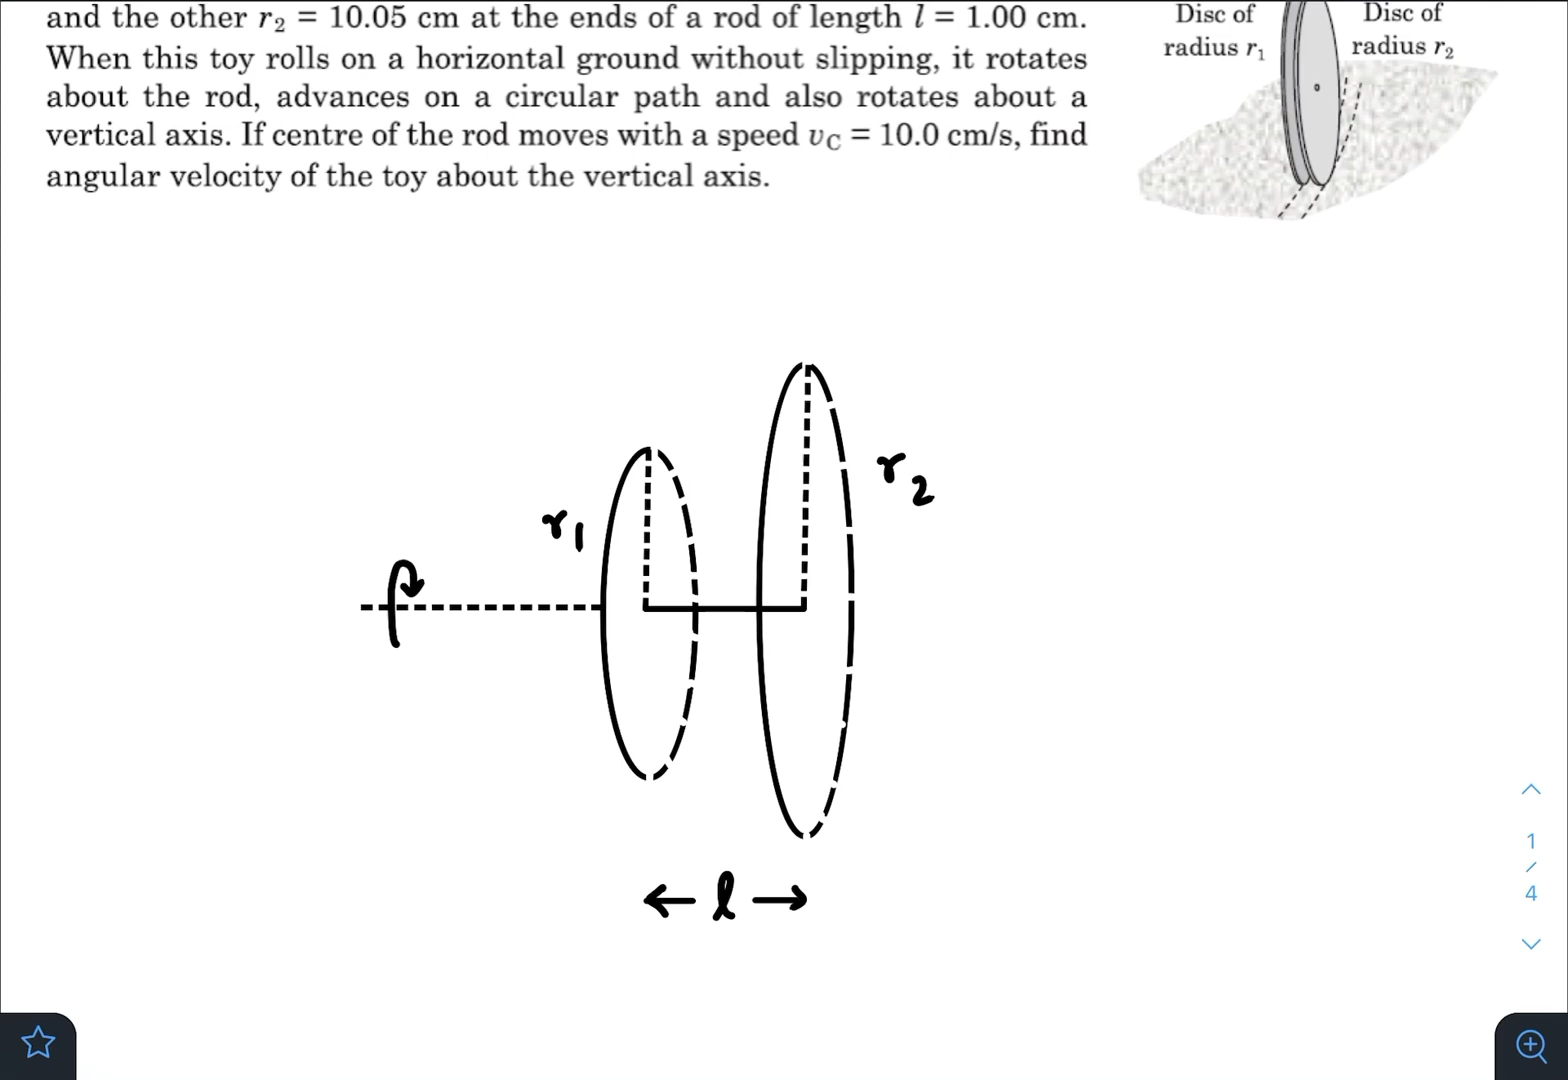 and the other r₂ = 10.05 cm at the ends of a rod of length l = 1.00 cm.
When this toy rolls on a horizontal ground without slipping, it rotates
about the rod, advances on a circular path and also rotates about a
vertical axis. If centre of the rod moves with a speed υ_C = 10.0 cm/s, find
angular velocity of the toy about the vertical axis.
Disc of
radius r₁
Disc of
radius r₂
r₁
r₂
← l →
1
/
4